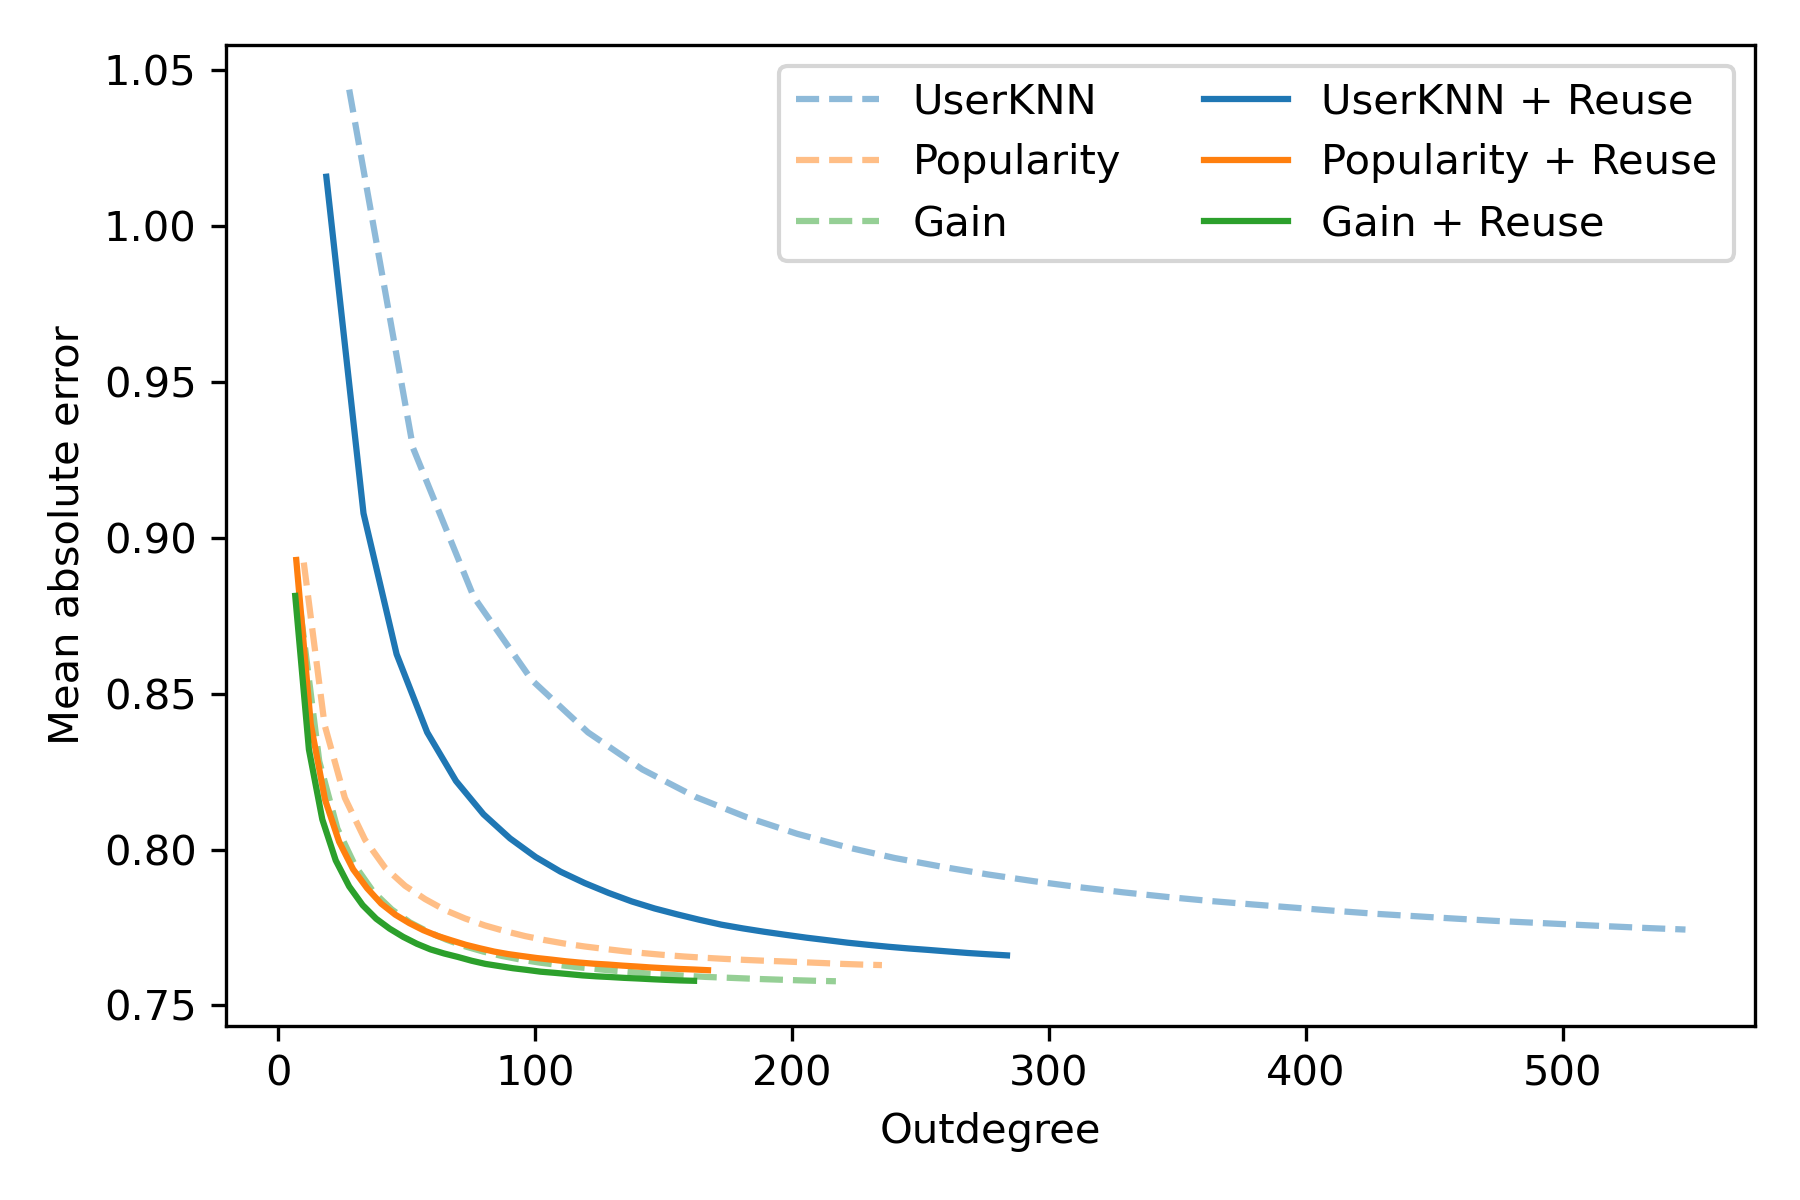 1.05
1.00
0.95
0.90
0.85
0.80
0.75
Mean absolute error
UserKNN
Popularity
Gain
UserKNN + Reuse
Popularity + Reuse
Gain + Reuse
0 100 200 300 400 500
Outdegree